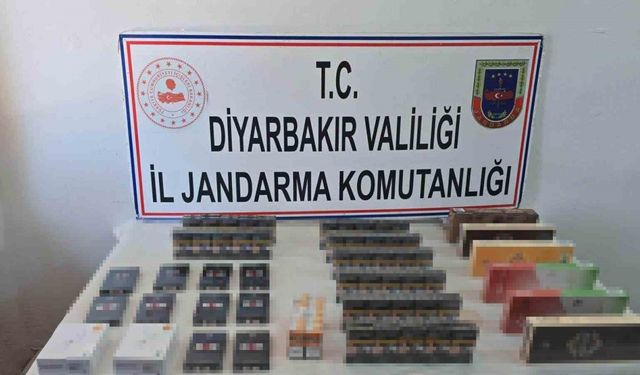 T.C.
DİYARBAKIR VALİLİĞİ
İL JANDARMA KOMUTANLIĞI